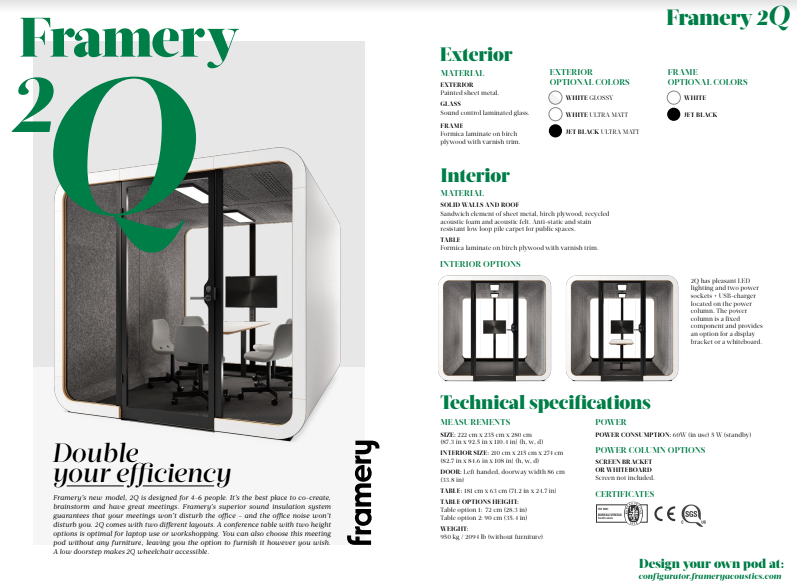 Framery
2Q
Double
your efficiency
Framery's new model, 2Q is designed for 4-6 people. It's the best place to co-create,
brainstorm and have great meetings. Framery's superior sound insulation system
guarantees that your meetings won't disturb the office – and the office noise won't
disturb you. 2Q comes with two different layouts. A conference table with two height
options is optimal for laptop use or workshopping. You can also choose this meeting
pod without any furniture, leaving you the option to furnish it however you wish.
A low doorstep makes 2Q wheelchair accessible.
framery
Framery 2Q
Exterior
MATERIAL
EXTERIOR
Painted sheet metal.
GLASS
Sound control laminated glass.
FRAME
Formica laminate on birch
plywood with varnish trim.
EXTERIOR
OPTIONAL COLORS
WHITE GLOSSY
WHITE ULTRA MATT
JET BLACK ULTRA MATT
FRAME
OPTIONAL COLORS
WHITE
JET BLACK
Interior
MATERIAL
SOLID WALLS AND ROOF
Sandwich element of sheet metal, birch plywood, recycled
acoustic foam and acoustic felt. Anti-static and stain
resistant low loop pile carpet for public spaces.
TABLE
Formica laminate on birch plywood with varnish trim.
INTERIOR OPTIONS
2Q has pleasant LED
lighting and two power
sockets + USB-charger
located on the power
column. The power
column is a fixed
component and provides
an option for a display
bracket or a whiteboard.
Technical specifications
MEASUREMENTS
SIZE: 222 cm x 235 cm x 280 cm
(87.3 in x 92.5 in x 110.4 in) (h, w, d)
INTERIOR SIZE: 210 cm x 215 cm x 274 cm
(82.7 in x 84.6 in x 108 in) (h, w, d)
DOOR: Left handed, doorway width 86 cm
(33.8 in)
TABLE: 181 cm x 63 cm (71.2 in x 24.7 in)
TABLE OPTIONS HEIGHT:
Table option 1: 72 cm (28.3 in)
Table option 2: 90 cm (35.4 in)
WEIGHT:
950 kg / 2094 lb (without furniture)
POWER
POWER CONSUMPTION: 60W (in use) 5 W (standby)
POWER COLUMN OPTIONS
SCREEN BRACKET
OR WHITEBOARD
Screen not included.
CERTIFICATES
CE
SGS
Design your own pod at:
configurator.frameryacoustics.com